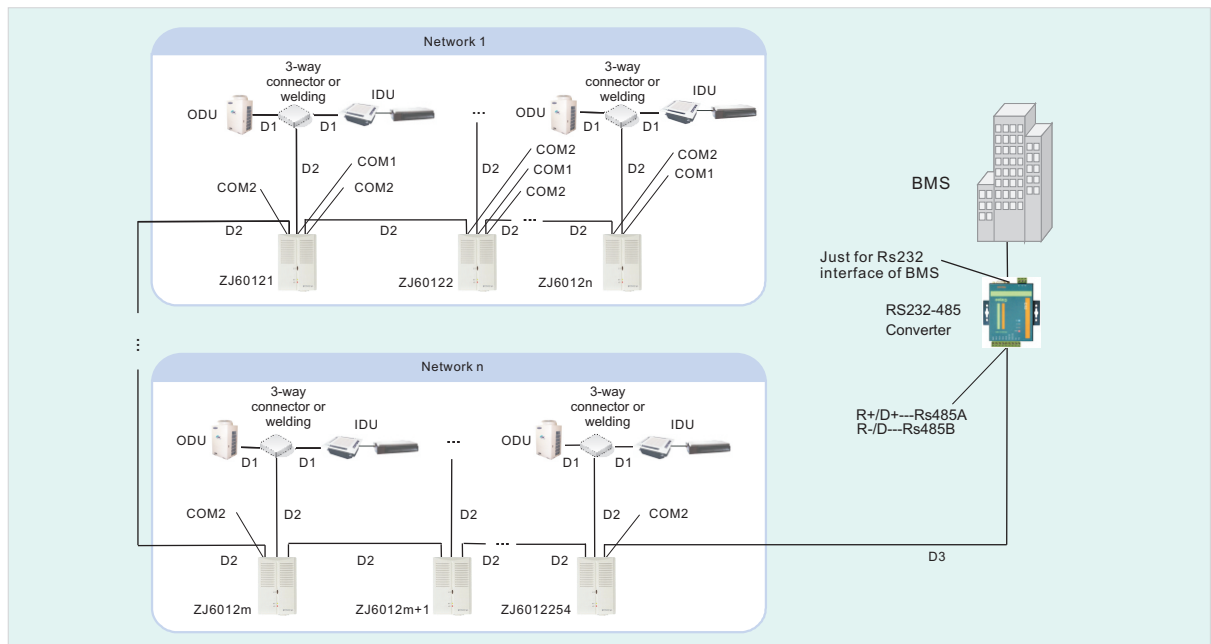 Network 1
3-way
connector or
welding
IDU
ODU
D1
D1
D2
COM1
COM2
COM2
...
D2
COM2
COM1
COM2
3-way
connector or
welding
IDU
ODU
D1
D1
D2
COM2
COM1
D2
D2
...
D2
D2
ZJ60121
ZJ60122
ZJ6012n
...
Network n
3-way
connector or
welding
IDU
ODU
D1
D1
D2
COM2
...
D2
3-way
connector or
welding
IDU
ODU
D1
D1
D2
COM2
D2
D2
...
D2
D2
ZJ6012m
ZJ6012m+1
ZJ6012254
D3
BMS
Just for Rs232
interface of BMS
RS232-485
Converter
R+/D+---Rs485A
R-/D---Rs485B